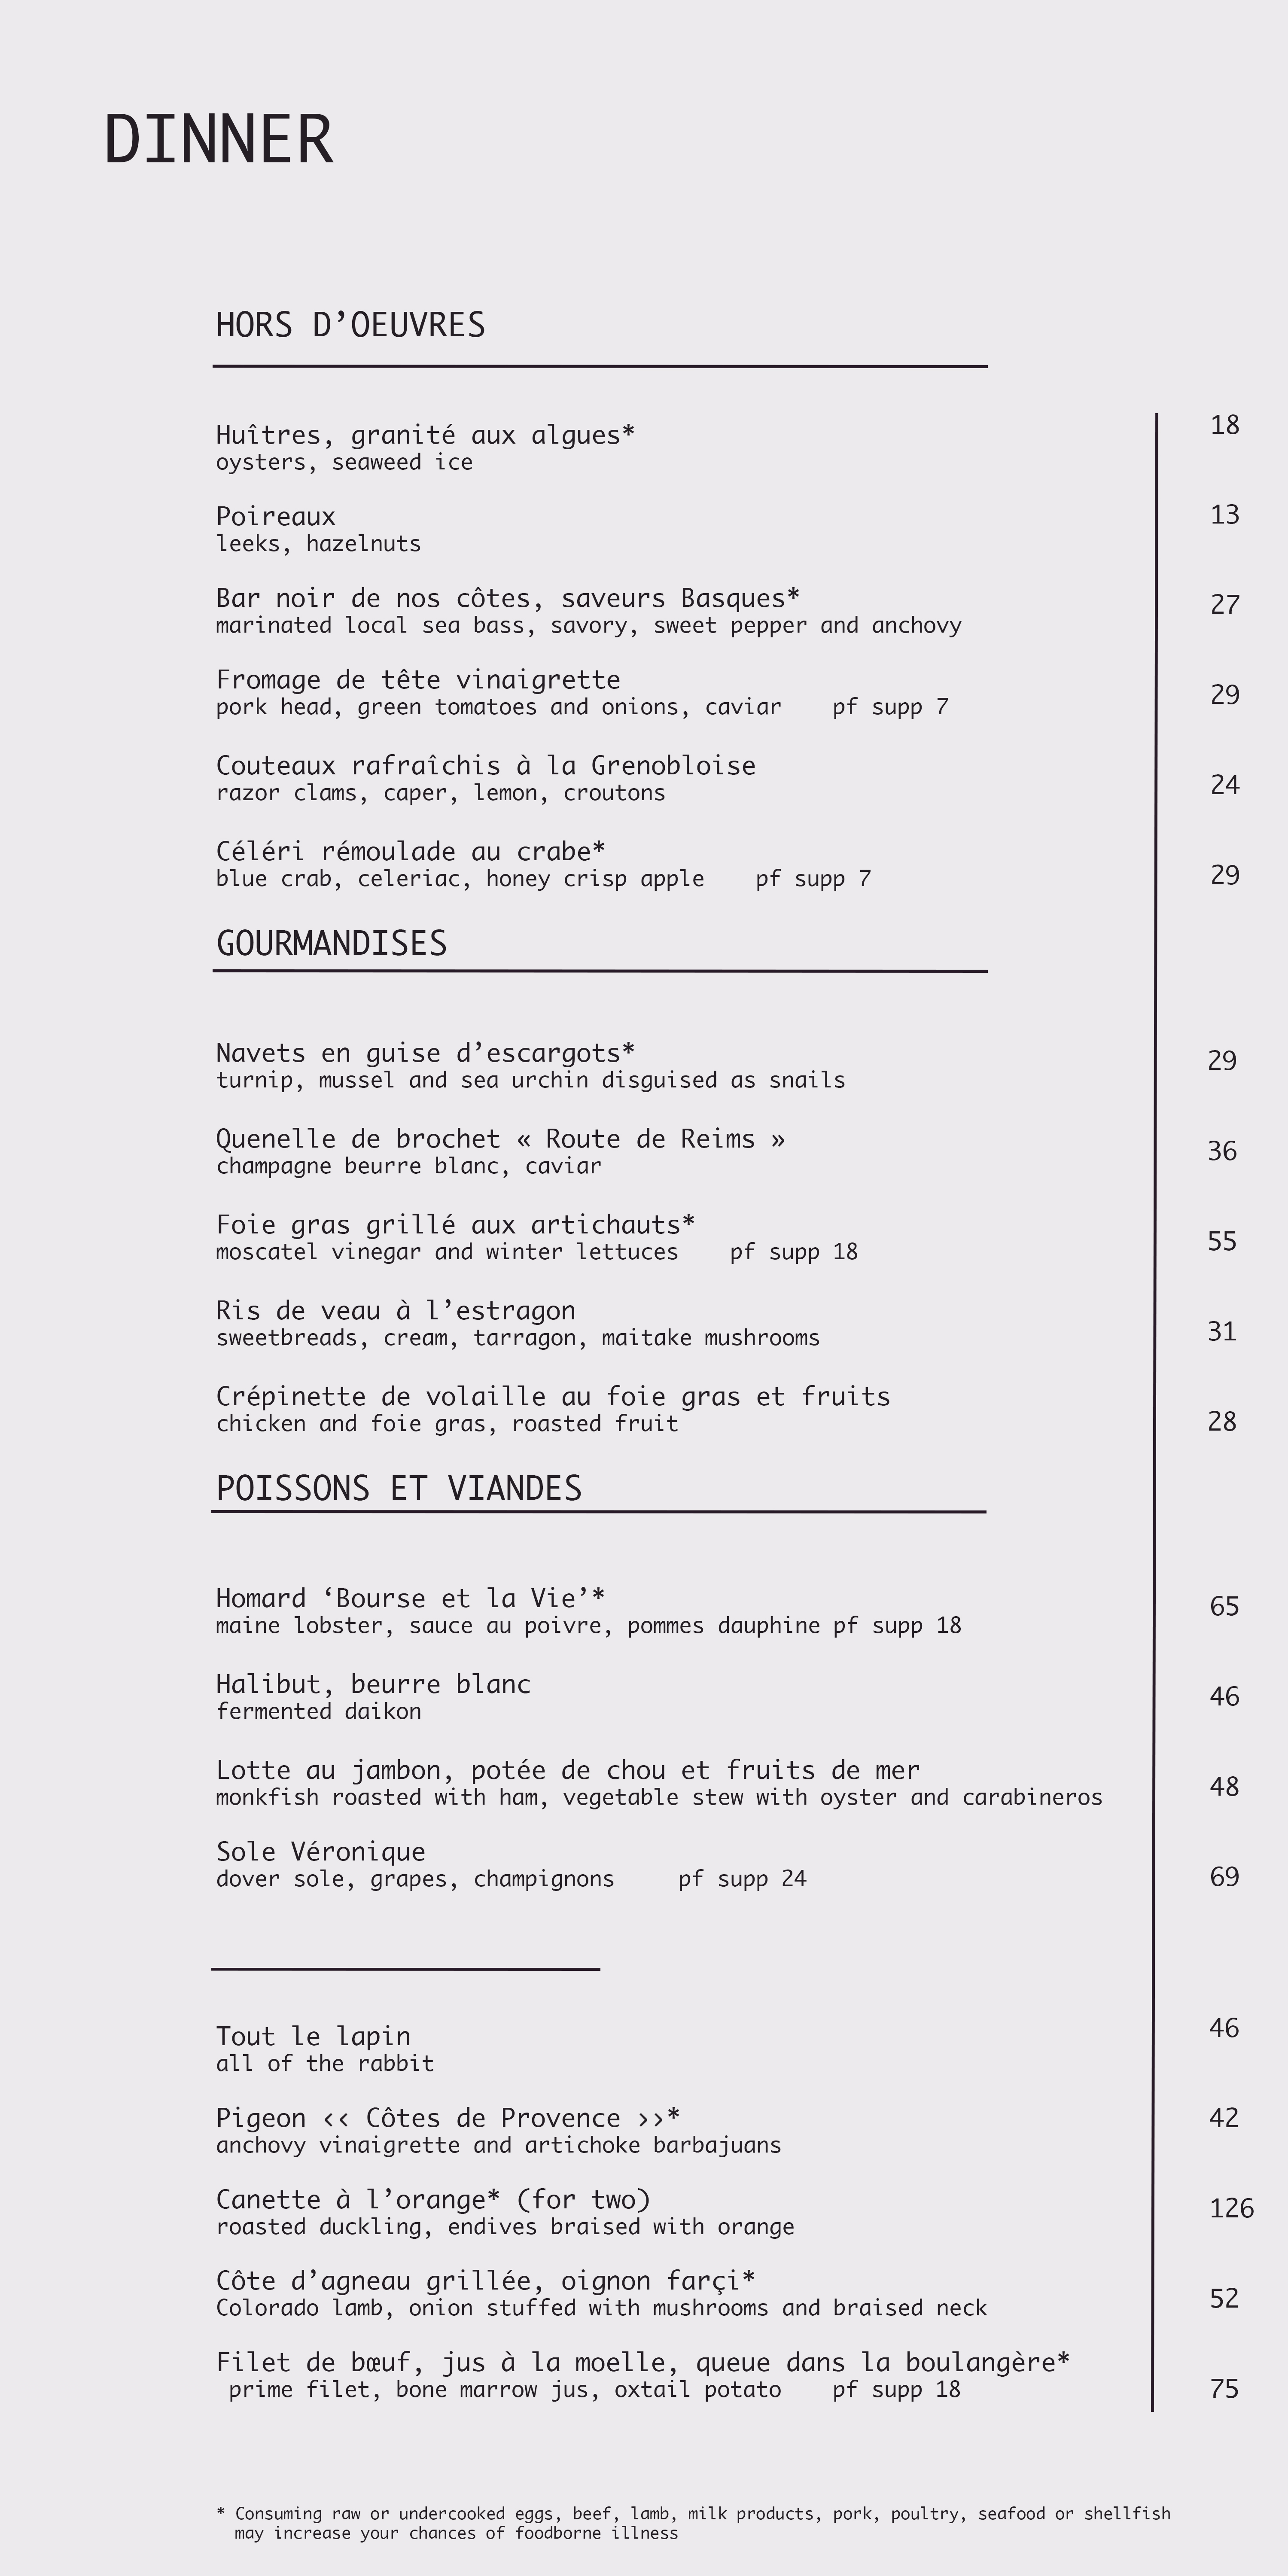 DINNER
HORS D’OEUVRES
Huîtres, granité aux algues* 18
oysters, seaweed ice
Poireaux 13
leeks, hazelnuts
Bar noir de nos côtes, saveurs Basques* 27
marinated local sea bass, savory, sweet pepper and anchovy
Fromage de tête vinaigrette 29
pork head, green tomatoes and onions, caviar pf supp 7
Couteaux rafraîchis à la Grenobloise 24
razor clams, caper, lemon, croutons
Céléri rémoulade au crabe* 29
blue crab, celeriac, honey crisp apple pf supp 7
GOURMANDISES
Navets en guise d’escargots* 29
turnip, mussel and sea urchin disguised as snails
Quenelle de brochet « Route de Reims » 36
champagne beurre blanc, caviar
Foie gras grillé aux artichauts* 55
moscatel vinegar and winter lettuces pf supp 18
Ris de veau à l’estragon 31
sweetbreads, cream, tarragon, maitake mushrooms
Crépinette de volaille au foie gras et fruits 28
chicken and foie gras, roasted fruit
POISSONS ET VIANDES
Homard ‘Bourse et la Vie’* 65
maine lobster, sauce au poivre, pommes dauphine pf supp 18
Halibut, beurre blanc 46
fermented daikon
Lotte au jambon, potée de chou et fruits de mer 48
monkfish roasted with ham, vegetable stew with oyster and carabineros
Sole Véronique 69
dover sole, grapes, champignons pf supp 24
Tout le lapin 46
all of the rabbit
Pigeon ‹‹ Côtes de Provence ››* 42
anchovy vinaigrette and artichoke barbajuans
Canette à l’orange* (for two) 126
roasted duckling, endives braised with orange
Côte d’agneau grillée, oignon farçi* 52
Colorado lamb, onion stuffed with mushrooms and braised neck
Filet de bœuf, jus à la moelle, queue dans la boulangère* 75
prime filet, bone marrow jus, oxtail potato pf supp 18
* Consuming raw or undercooked eggs, beef, lamb, milk products, pork, poultry, seafood or shellfish
may increase your chances of foodborne illness